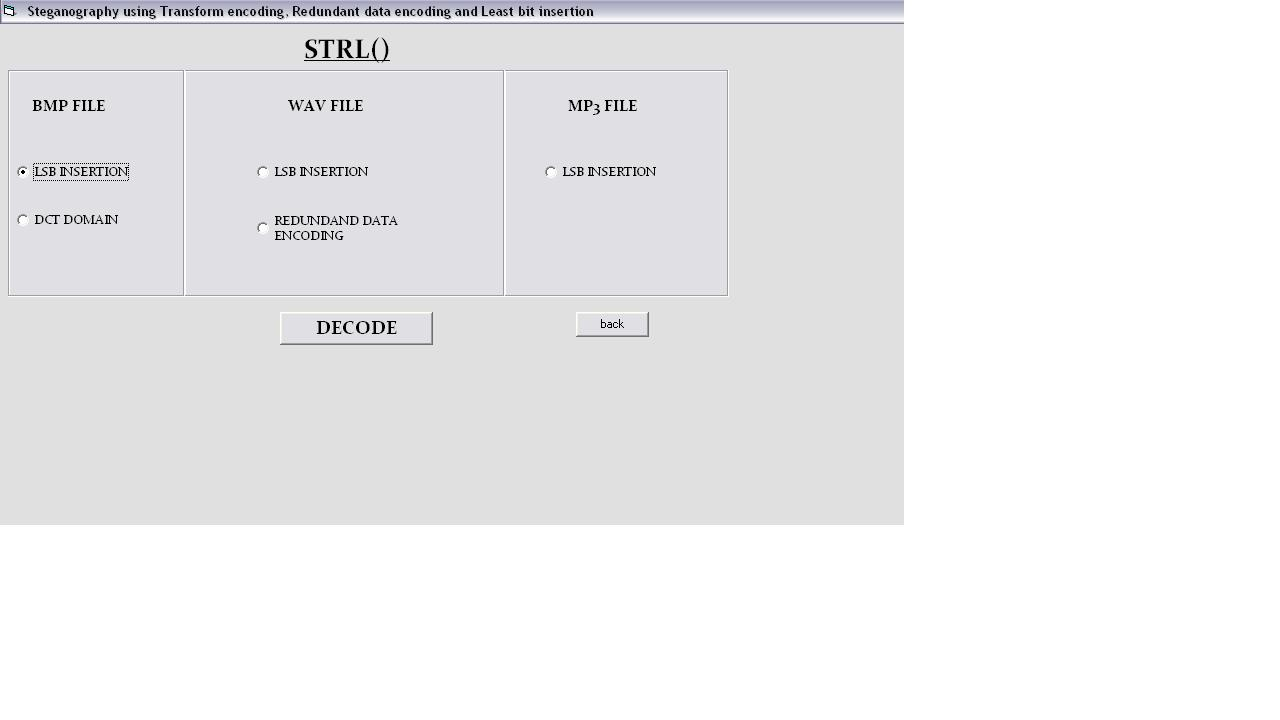 Steganography using Transform encoding, Redundant data encoding and Least bit insertion
STRL()
BMP FILE
WAV FILE
MP3 FILE
LSB INSERTION
LSB INSERTION
LSB INSERTION
DCT DOMAIN
REDUNDAND DATA
ENCODING
DECODE
back